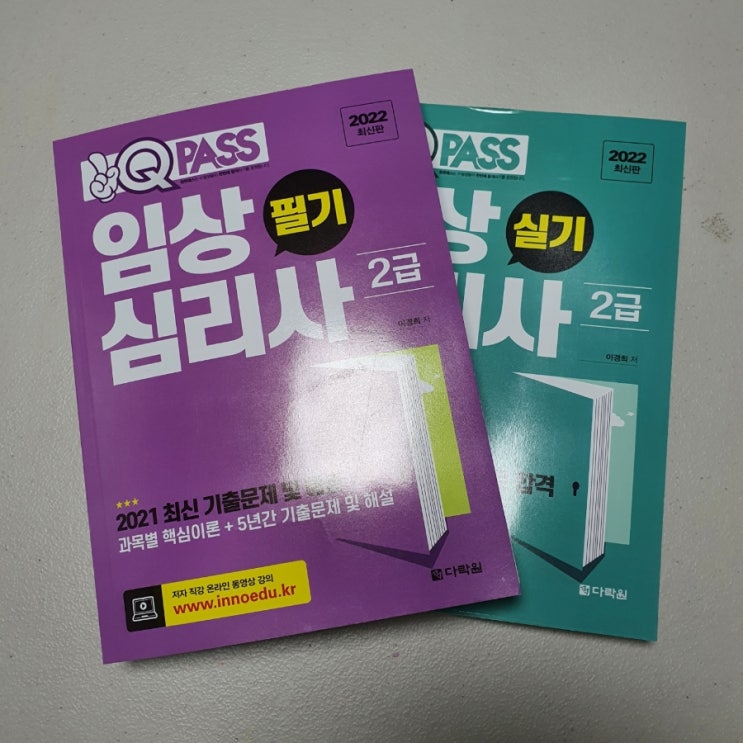 Q PASS
2022
최신판
임상
필기
심리사
2급
이경희 저
★★★
2021 최신 기출문제 및
과목별 핵심이론 + 5년간 기출문제 및 해설
저자 직강 온라인 동영상 강의
www.innoedu.kr
다락원
PASS
2022
최신판
상
실기
사
2급
이경희 저
합격
다락원